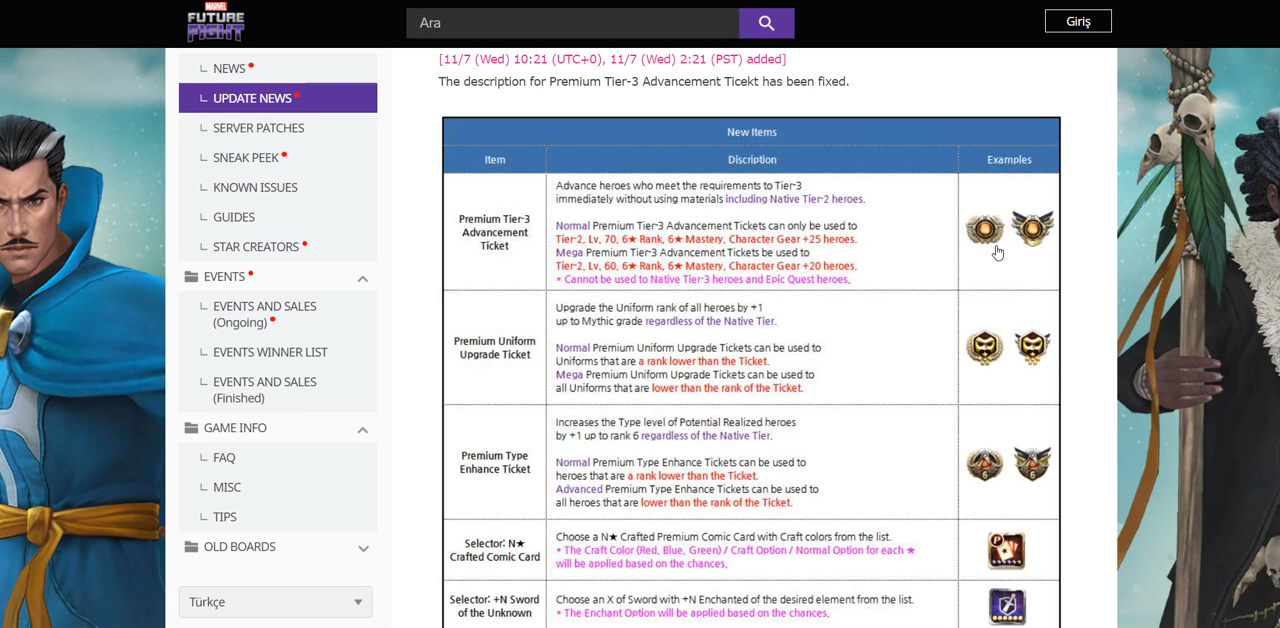 MARVEL
FUTURE
FIGHT
Ara
Giriş
NEWS
UPDATE NEWS
SERVER PATCHES
SNEAK PEEK
KNOWN ISSUES
GUIDES
STAR CREATORS
EVENTS
EVENTS AND SALES
(Ongoing)
EVENTS WINNER LIST
EVENTS AND SALES
(Finished)
GAME INFO
FAQ
MISC
TIPS
OLD BOARDS
Türkçe
[11/7 (Wed) 10:21 (UTC+0), 11/7 (Wed) 2:21 (PST) added]
The description for Premium Tier-3 Advancement Ticekt has been fixed.
New Items
Item
Discription
Examples
Premium Tier-3
Advancement
Ticket
Advance heroes who meet the requirements to Tier-3
immediately without using materials including Native Tier-2 heroes.
Normal Premium Tier-3 Advancement Tickets can only be used to
Tier-2, Lv, 70, 6★ Rank, 6★ Mastery, Character Gear +25 heroes.
Mega Premium Tier-3 Advancement Tickets be used to
Tier-2, Lv, 60, 6★ Rank, 6★ Mastery, Character Gear +20 heroes.
* Cannot be used to Native Tier-3 heroes and Epic Quest heroes.
Premium Uniform
Upgrade Ticket
Upgrade the Uniform rank of all heroes by +1
up to Mythic grade regardless of the Native Tier.
Normal Premium Uniform Upgrade Tickets can be used to
Uniforms that are a rank lower than the Ticket.
Mega Premium Uniform Upgrade Tickets can be used to
all Uniforms that are lower than the rank of the Ticket.
Premium Type
Enhance Ticket
Increases the Type level of Potential Realized heroes
by +1 up to rank 6 regardless of the Native Tier.
Normal Premium Type Enhance Tickets can be used to
heroes that are a rank lower than the Ticket.
Advanced Premium Type Enhance Tickets can be used to
all heroes that are lower than the rank of the Ticket.
6
6
Selector: N★
Crafted Comic Card
Choose a N★ Crafted Premium Comic Card with Craft colors from the list.
* The Craft Color (Red, Blue, Green) / Craft Option / Normal Option for each ★
will be applied based on the chances.
P
Selector: +N Sword
of the Unknown
Choose an X of Sword with +N Enchanted of the desired element from the list.
* The Enchant Option will be applied based on the chances.